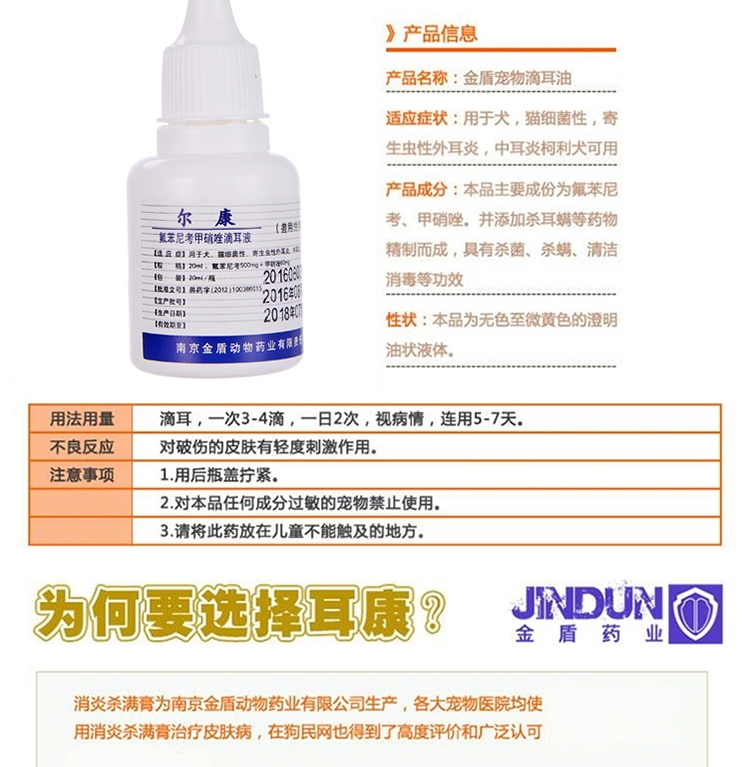 》产品信息
产品名称：金盾宠物滴耳油
适应症状：用于犬，猫细菌性，寄
生虫性外耳炎，中耳炎柯利犬可用
产品成分：本品主要成份为氟苯尼
考、甲硝唑。并添加杀耳螨等药物
精制而成，具有杀菌、杀螨、清洁
消毒等功效
性状：本品为无色至微黄色的澄明
油状液体。
尔 康
氟苯尼考甲硝唑滴耳液
【适 应 症】用于犬、猫细菌性、寄生虫性外耳炎
【规 格】20ml，氟苯尼考500mg+甲硝唑60mg
【包 装】20ml/瓶
【批准文号】兽药字(2012)100386015
【生产批号】
【生产日期】
【有效期至】
南京金盾动物药业有限责
用法用量 滴耳，一次3-4滴，一日2次，视病情，连用5-7天。
不良反应 对破伤的皮肤有轻度刺激作用。
注意事项 1.用后瓶盖拧紧。
2.对本品任何成分过敏的宠物禁止使用。
3.请将此药放在儿童不能触及的地方。
为何要选择耳康？
JINDUN
金盾药业
消炎杀满膏为南京金盾动物药业有限公司生产，各大宠物医院均使
用消炎杀满膏治疗皮肤病，在狗民网也得到了高度评价和广泛认可